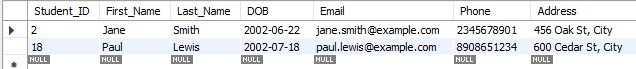 Student_ID First_Name Last_Name DOB Email Phone Address
2 Jane Smith 2002-06-22 jane.smith@example.com 2345678901 456 Oak St, City
18 Paul Lewis 2002-07-18 paul.lewis@example.com 8908651234 600 Cedar St, City
NULL NULL NULL NULL NULL NULL NULL